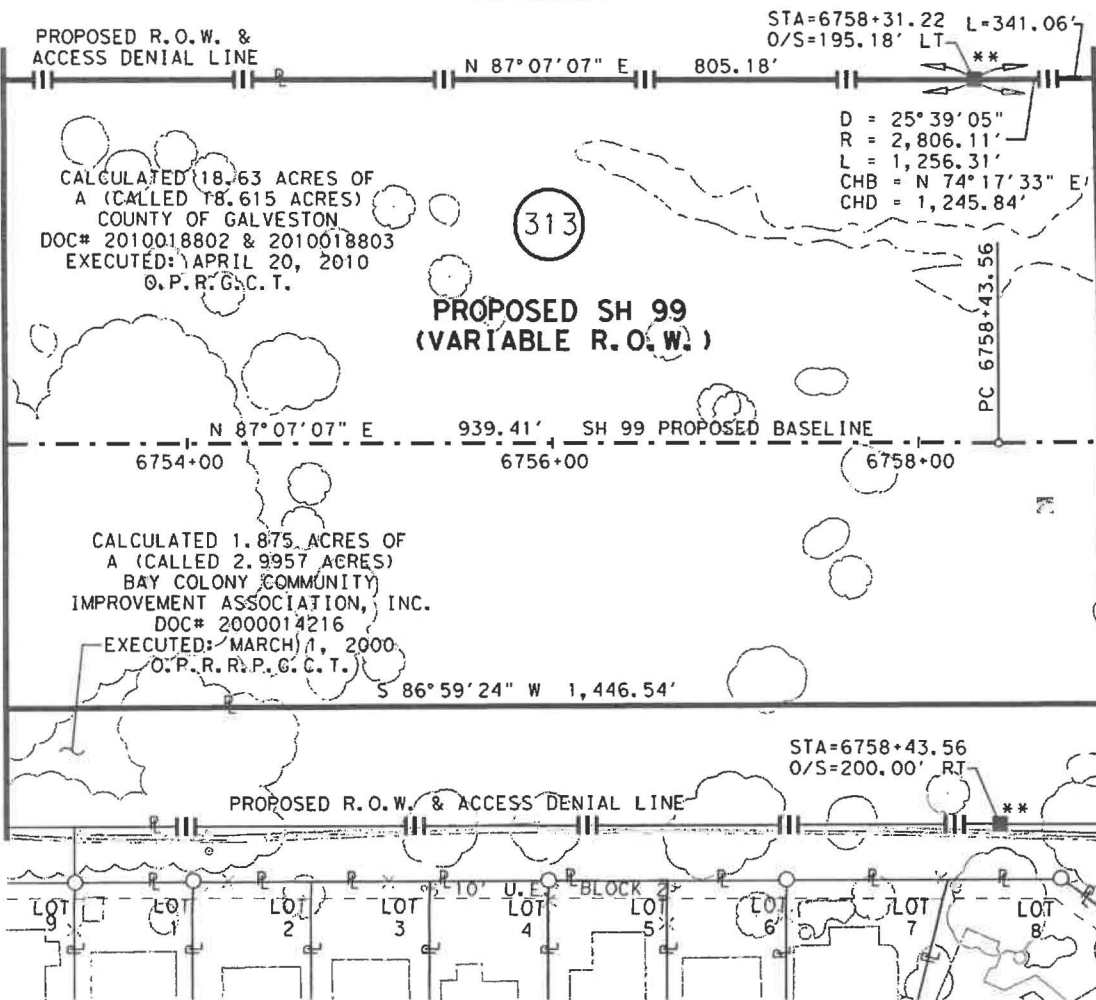 PROPOSED R.O.W. &
ACCESS DENIAL LINE
STA=6758+31.22
O/S=195.18' LT
L=341.06'
**
N 87°07'07" E 805.18'
D = 25°39'05"
R = 2,806.11'
L = 1,256.31'
CHB = N 74°17'33" E
CHD = 1,245.84'
CALCULATED 18.63 ACRES OF
A (CALLED 18.615 ACRES)
COUNTY OF GALVESTON
DOC# 2010018802 & 2010018803
EXECUTED: APRIL 20, 2010
O.P.R.G.C.T.
313
PROPOSED SH 99
(VARIABLE R.O.W.)
PC 6758+43.56
N 87°07'07" E 939.41' SH 99 PROPOSED BASELINE
6754+00 6756+00 6758+00
CALCULATED 1.875 ACRES OF
A (CALLED 2.9957 ACRES)
BAY COLONY COMMUNITY
IMPROVEMENT ASSOCIATION, INC.
DOC# 2000014216
EXECUTED: MARCH 1, 2000
O.P.R.R.P.G.C.T.
S 86°59'24" W 1,446.54'
STA=6758+43.56
O/S=200.00' RT
**
PROPOSED R.O.W. & ACCESS DENIAL LINE
10' U.E. BLOCK 2
LOT
9
LOT
1
LOT
2
LOT
3
LOT
4
LOT
5
LOT
6
LOT
7
LOT
8